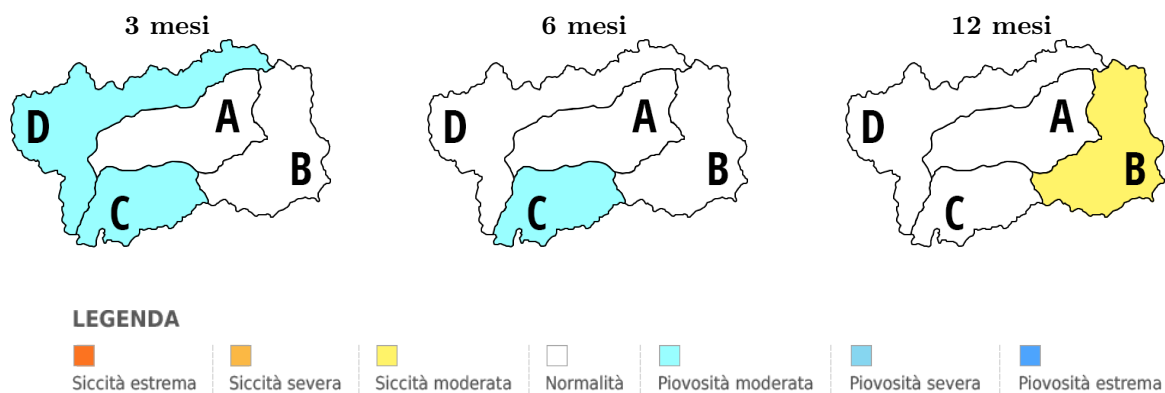 3 mesi 6 mesi 12 mesi
A A A
D D D
B B B
C C C
LEGENDA
Siccità estrema Siccità severa Siccità moderata Normalità Piovosità moderata Piovosità severa Piovosità estrema